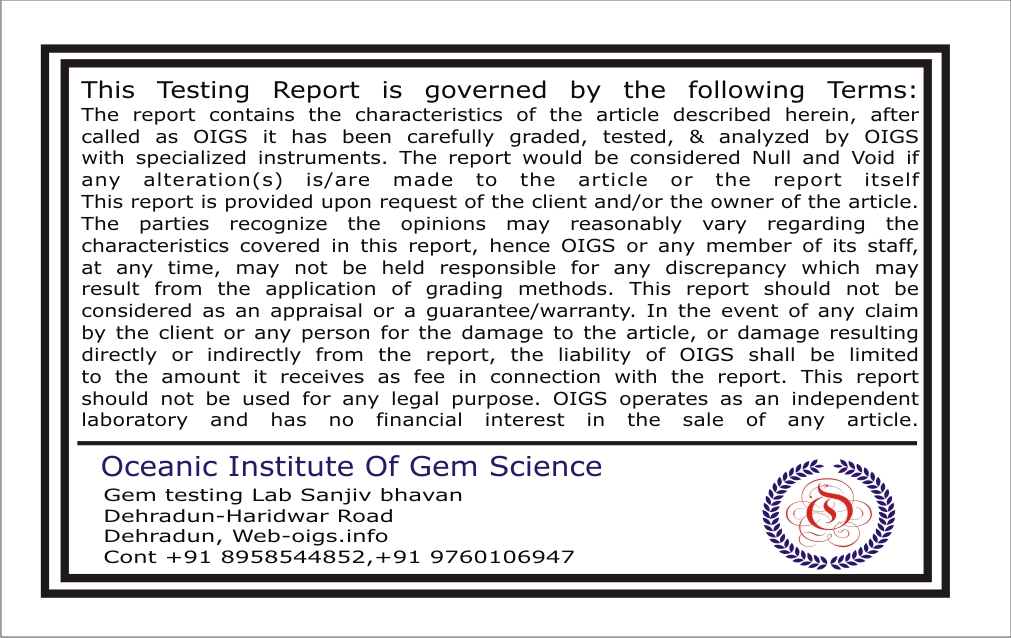 This Testing Report is governed by the following Terms:
The report contains the characteristics of the article described herein, after
called as OIGS it has been carefully graded, tested, & analyzed by OIGS
with specialized instruments. The report would be considered Null and Void if
any alteration(s) is/are made to the article or the report itself
This report is provided upon request of the client and/or the owner of the article.
The parties recognize the opinions may reasonably vary regarding the
characteristics covered in this report, hence OIGS or any member of its staff,
at any time, may not be held responsible for any discrepancy which may
result from the application of grading methods. This report should not be
considered as an appraisal or a guarantee/warranty. In the event of any claim
by the client or any person for the damage to the article, or damage resulting
directly or indirectly from the report, the liability of OIGS shall be limited
to the amount it receives as fee in connection with the report. This report
should not be used for any legal purpose. OIGS operates as an independent
laboratory and has no financial interest in the sale of any article.
Oceanic Institute Of Gem Science
Gem testing Lab Sanjiv bhavan
Dehradun-Haridwar Road
Dehradun, Web-oigs.info
Cont +91 8958544852,+91 9760106947